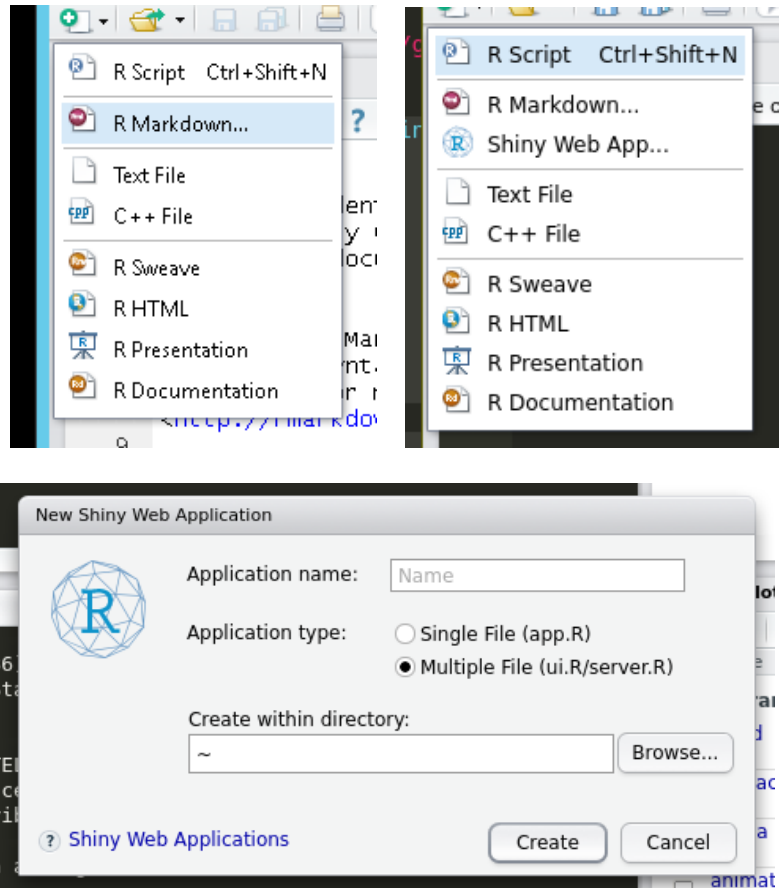 R Script Ctrl+Shift+N
R Markdown...
Text File
C++ File
R Sweave
R HTML
R Presentation
R Documentation
9
R Script Ctrl+Shift+N
R Markdown...
Shiny Web App...
Text File
C++ File
R Sweave
R HTML
R Presentation
R Documentation
New Shiny Web Application
Application name: Name
Application type: Single File (app.R)
Multiple File (ui.R/server.R)
Create within directory:
~ Browse...
? Shiny Web Applications Create Cancel